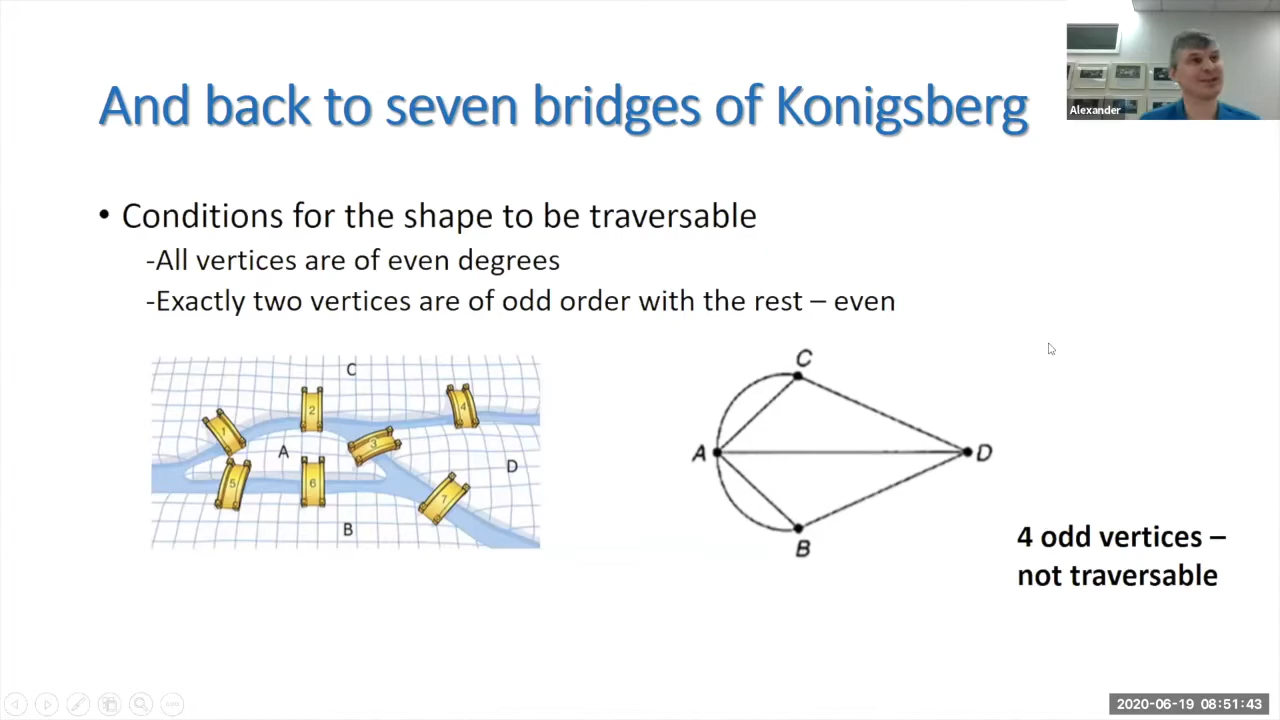 And back to seven bridges of Konigsberg
Alexander
• Conditions for the shape to be traversable
-All vertices are of even degrees
-Exactly two vertices are of odd order with the rest – even
C
1
2
3
4
A
D
5
6
7
B
C
A
D
B
4 odd vertices –
not traversable
2020-06-19 08:51:43